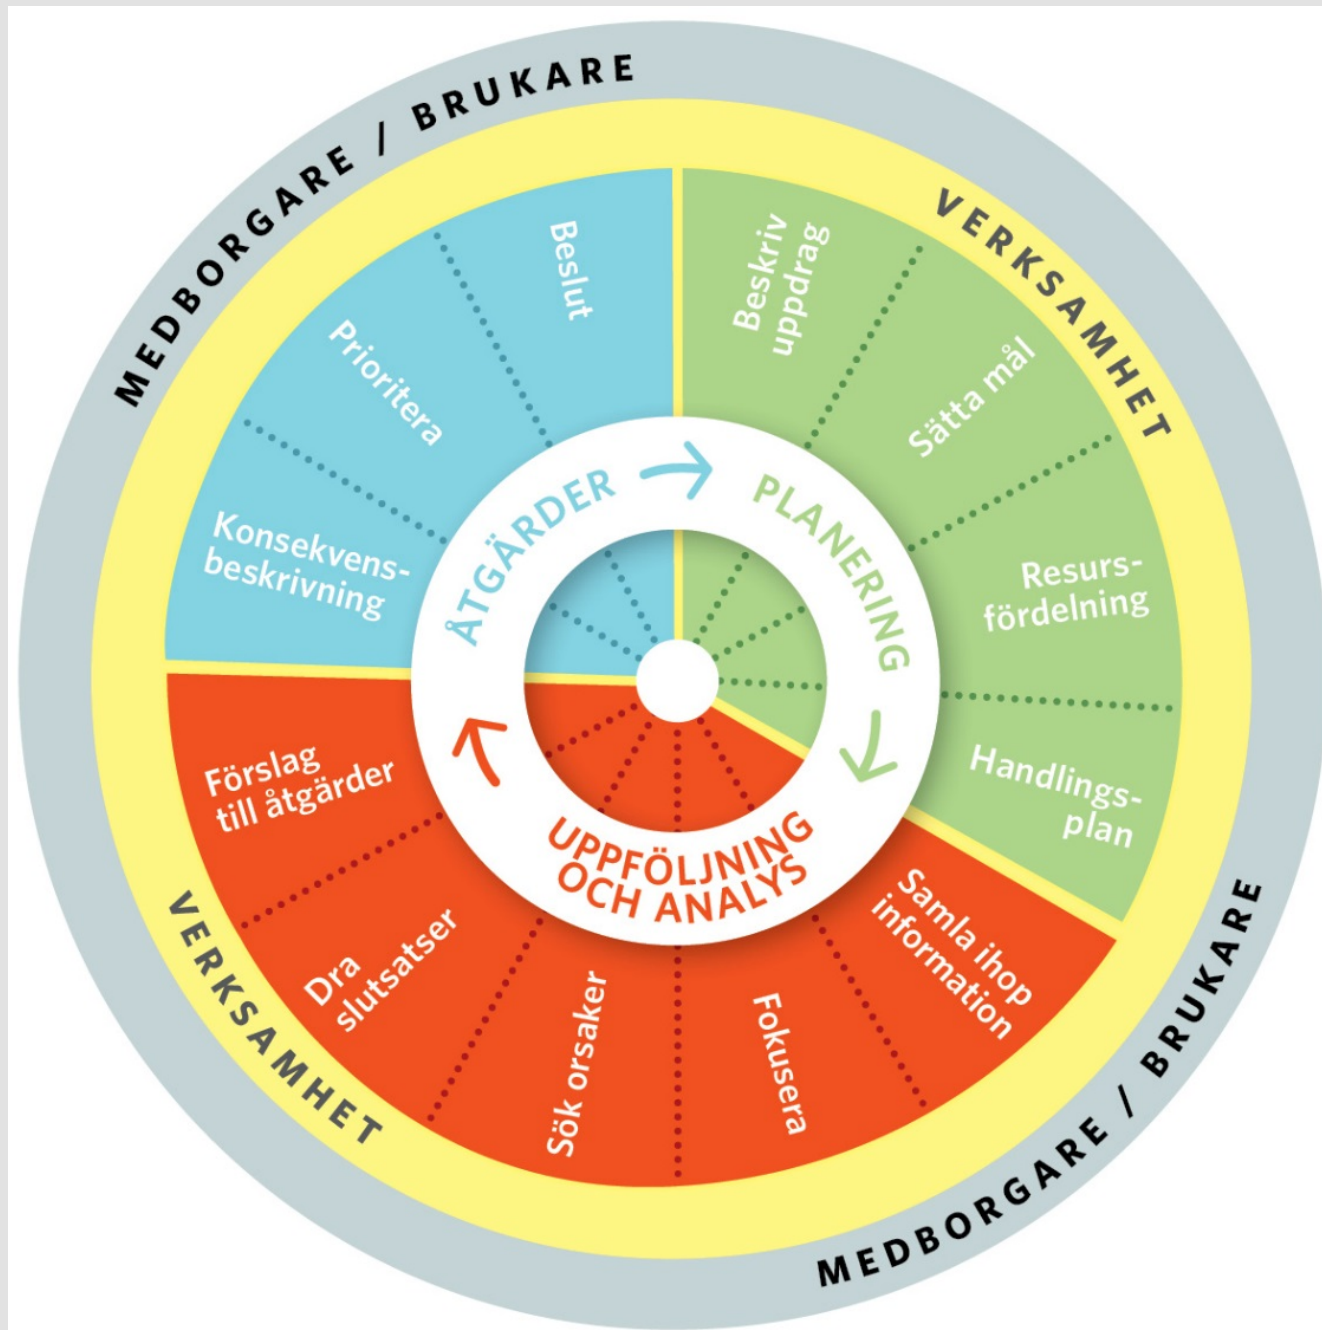 MEDBORGARE / BRUKARE
VERKSAMHET
Beskriv
uppdrag
Sätta mål
Resurs-
fördelning
Handlings-
plan
Samla ihop
information
Fokusera
Sök orsaker
Dra
slutsatser
Förslag
till åtgärder
Konsekvens-
beskrivning
Prioritera
Beslut
ÅTGÄRDER
PLANERING
UPPFÖLJNING
OCH ANALYS
VERKSAMHET
MEDBORGARE / BRUKARE